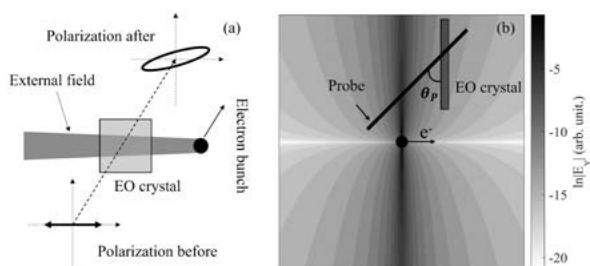 Polarization after
(a)
External field
Electron bunch
EO crystal
Polarization before
(b)
Probe
θP
EO crystal
e-
-5
-10
-15
-20
ln|Ey| (arb. unit.)